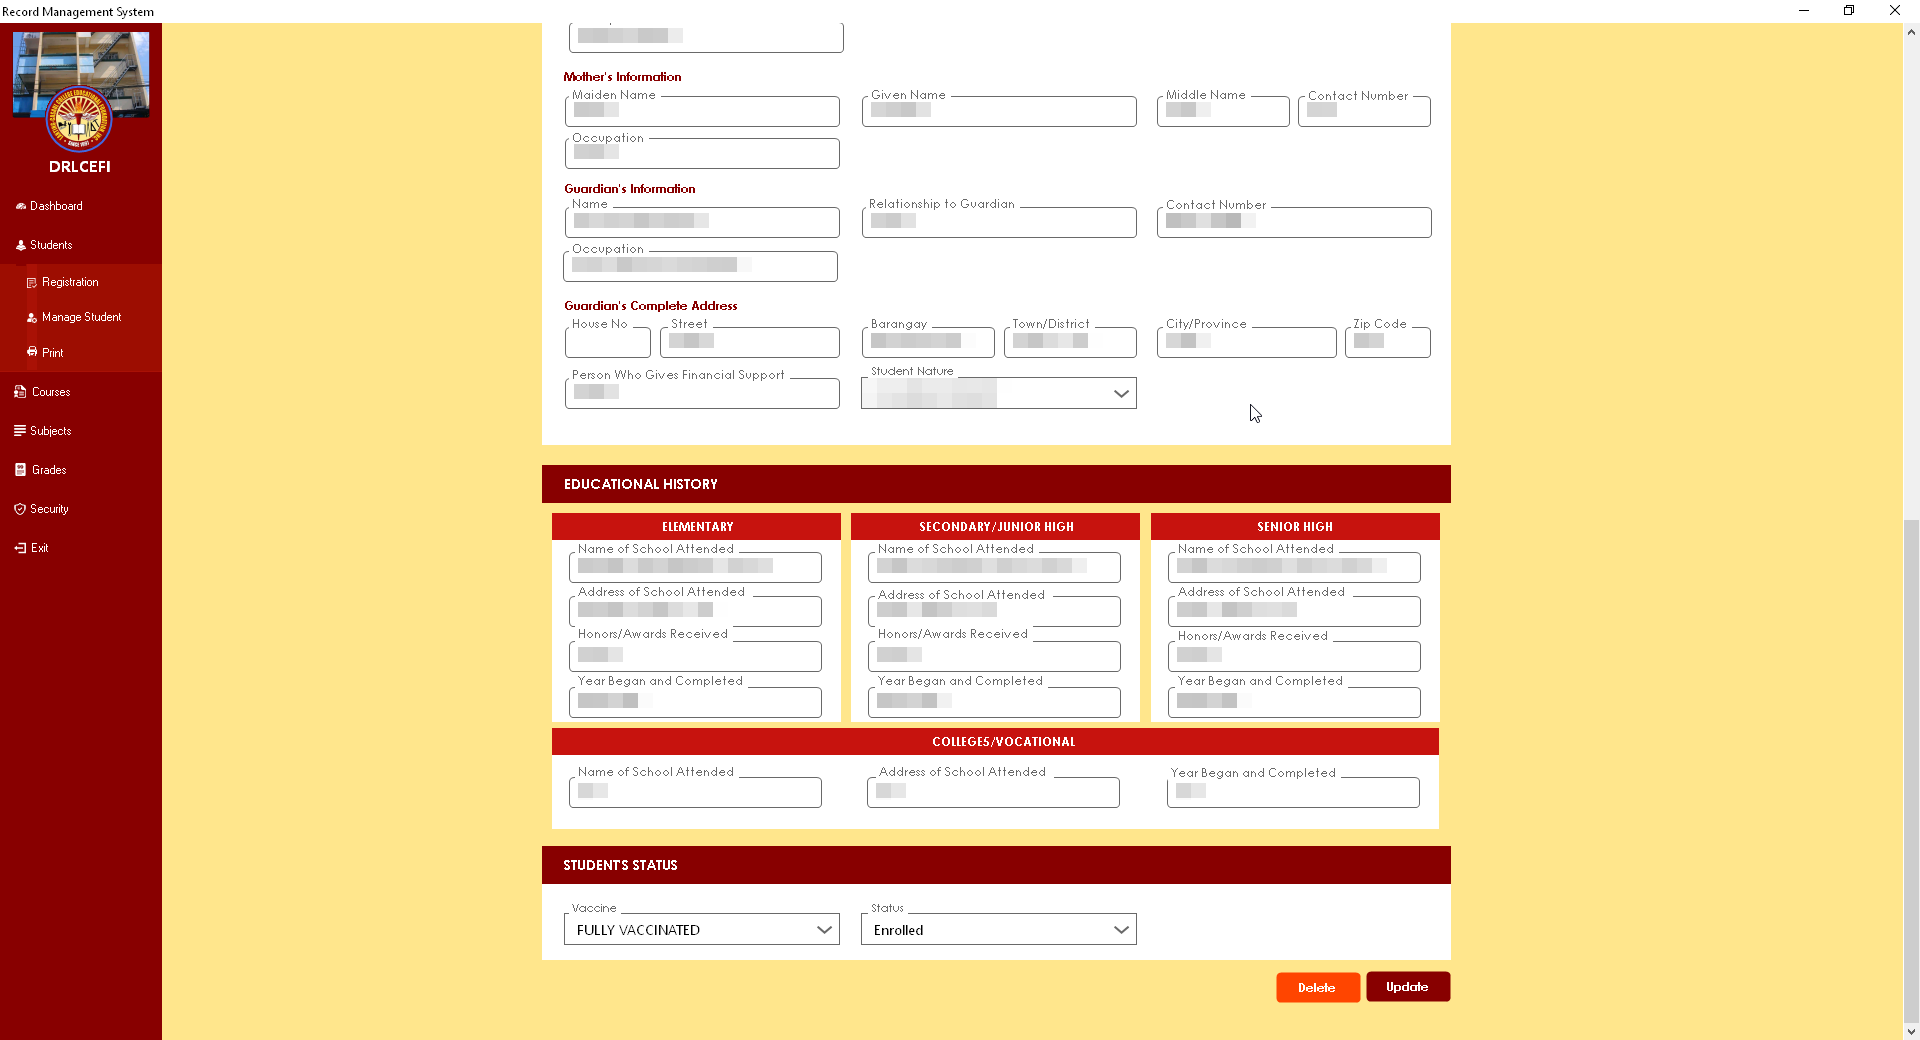 Record Management System
DRLCEFI
Dashboard
Students
Registration
Manage Student
Print
Courses
Subjects
Grades
Security
Exit
Mother's Information
Maiden Name
Given Name
Middle Name
Contact Number
Occupation
Guardian's Information
Name
Relationship to Guardian
Contact Number
Occupation
Guardian's Complete Address
House No
Street
Barangay
Town/District
City/Province
Zip Code
Person Who Gives Financial Support
Student Nature
EDUCATIONAL HISTORY
ELEMENTARY
SECONDARY/JUNIOR HIGH
SENIOR HIGH
Name of School Attended
Name of School Attended
Name of School Attended
Address of School Attended
Address of School Attended
Address of School Attended
Honors/Awards Received
Honors/Awards Received
Honors/Awards Received
Year Began and Completed
Year Began and Completed
Year Began and Completed
COLLEGES/VOCATIONAL
Name of School Attended
Address of School Attended
Year Began and Completed
STUDENT'S STATUS
Vaccine
Status
FULLY VACCINATED
Enrolled
Delete
Update